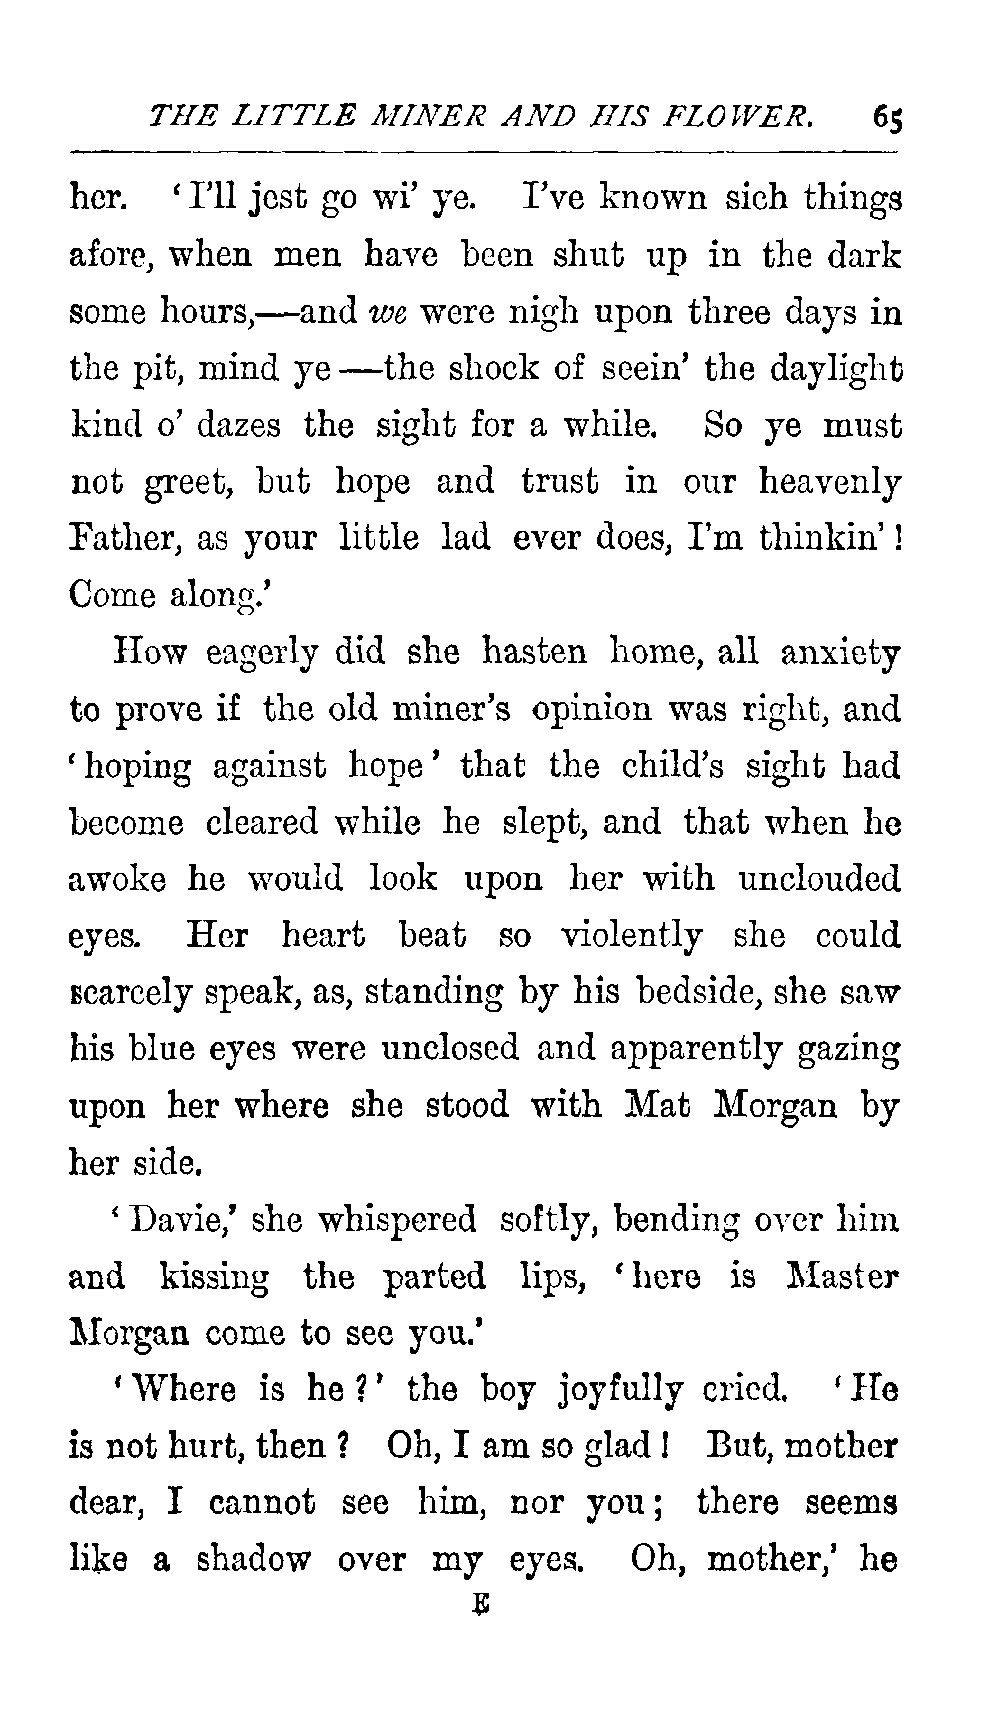 THE LITTLE MINER AND HIS FLOWER. 65
her. ‘I’ll jest go wi’ ye. I’ve known sich things
afore, when men have been shut up in the dark
some hours,—and we were nigh upon three days in
the pit, mind ye—the shock of seein’ the daylight
kind o’ dazes the sight for a while. So ye must
not greet, but hope and trust in our heavenly
Father, as your little lad ever does, I’m thinkin’!
Come along.’
How eagerly did she hasten home, all anxiety
to prove if the old miner’s opinion was right, and
‘hoping against hope’ that the child’s sight had
become cleared while he slept, and that when he
awoke he would look upon her with unclouded
eyes. Her heart beat so violently she could
scarcely speak, as, standing by his bedside, she saw
his blue eyes were unclosed and apparently gazing
upon her where she stood with Mat Morgan by
her side.
‘Davie,’ she whispered softly, bending over him
and kissing the parted lips, ‘here is Master
Morgan come to see you.’
‘Where is he?’ the boy joyfully cried. ‘He
is not hurt, then? Oh, I am so glad! But, mother
dear, I cannot see him, nor you; there seems
like a shadow over my eyes. Oh, mother,’ he
E